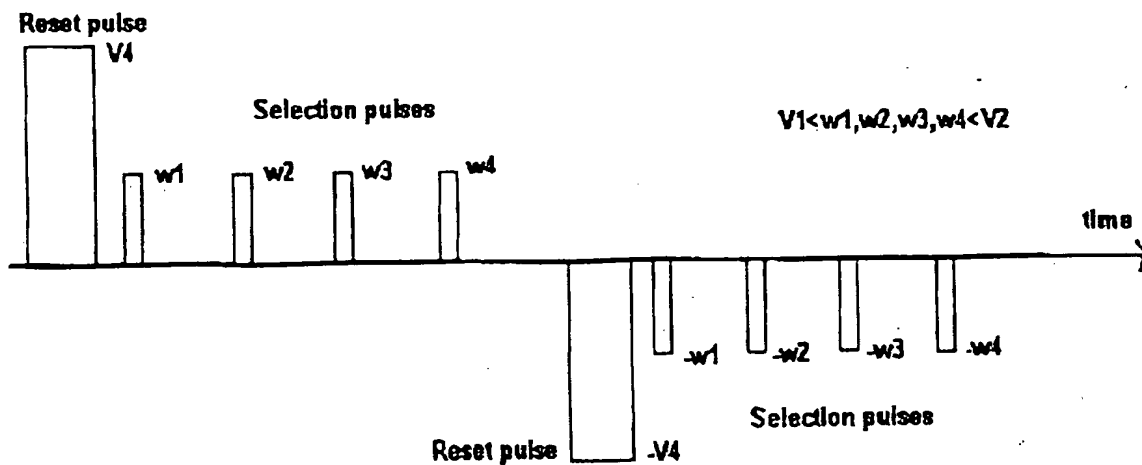 Reset pulse
V4
Selection pulses
V1<w1,w2,w3,w4<V2
w1
w2
w3
w4
time
-w1
-w2
-w3
-w4
Selection pulses
Reset pulse
-V4